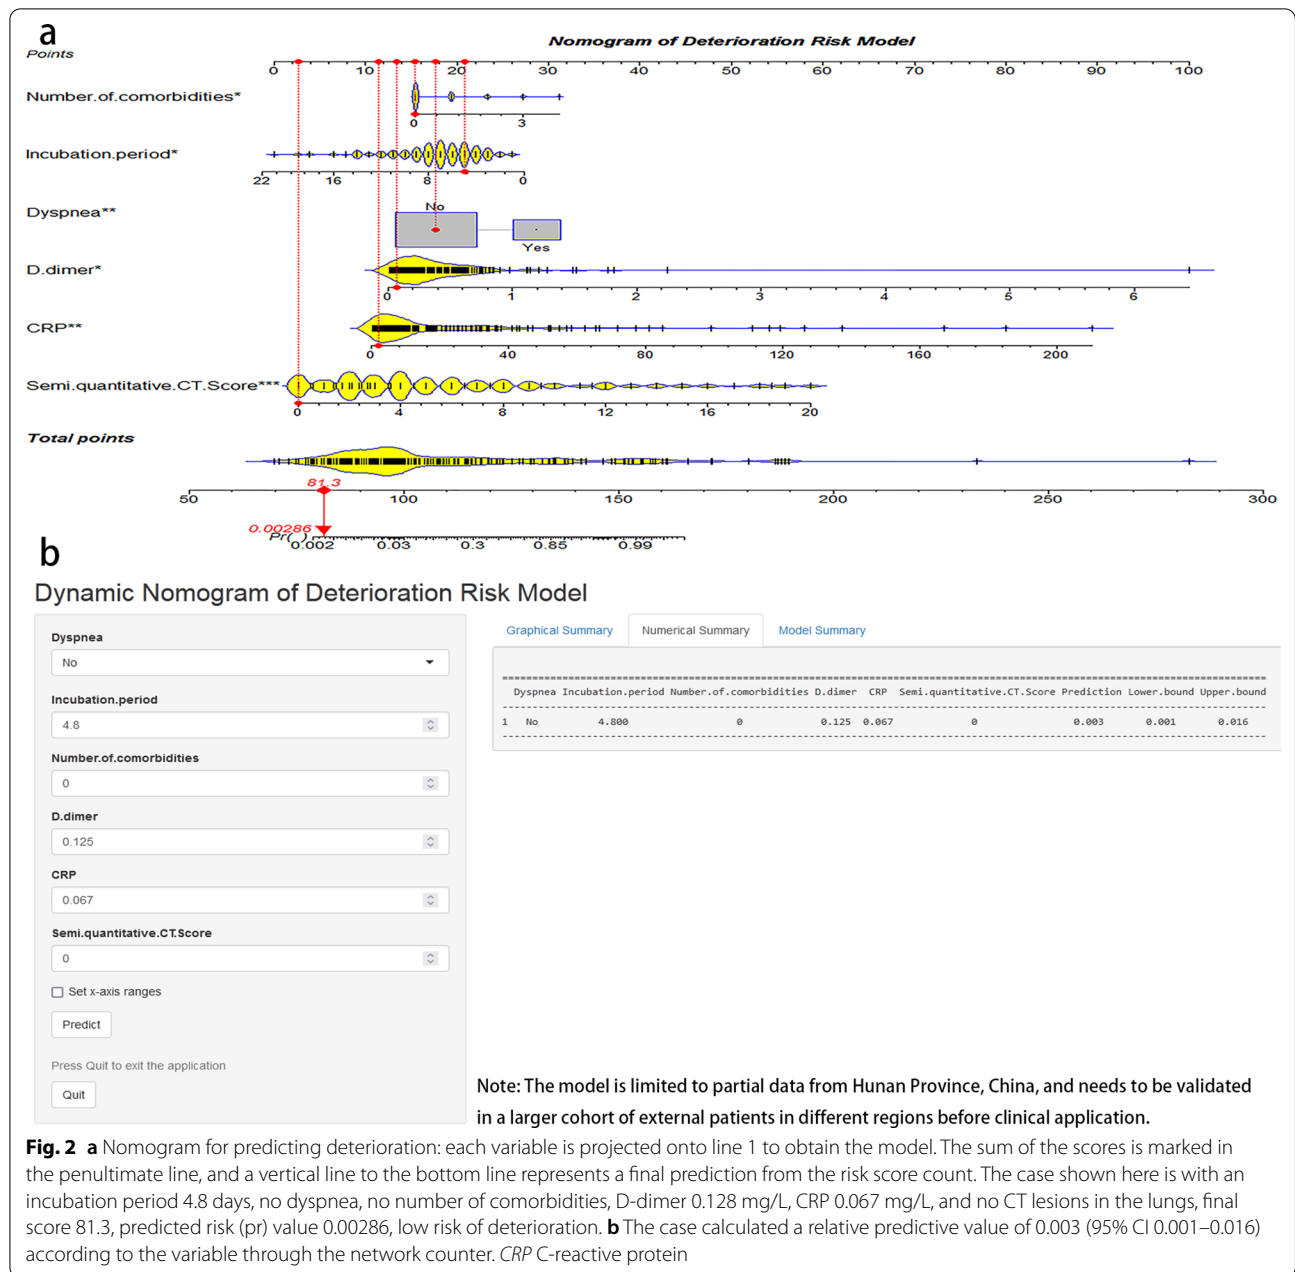 a
Nomogram of Deterioration Risk Model
Points
0 10 20 30 40 50 60 70 80 90 100
Number.of.comorbidities*
0 3
Incubation.period*
22 16 8 0
No
Dyspnea**
Yes
D.dimer*
0 1 2 3 4 5 6
CRP**
0 40 80 120 160 200
Semi.quantitative.CT.Score***
0 4 8 12 16 20
Total points
81.3
50 100 150 200 250 300
0.00286
Pr( )
0.002 0.03 0.3 0.85 0.99
b
Dynamic Nomogram of Deterioration Risk Model
Dyspnea
No
Incubation.period
4.8
Number.of.comorbidities
0
D.dimer
0.125
CRP
0.067
Semi.quantitative.CT.Score
0
Set x-axis ranges
Predict
Press Quit to exit the application
Quit
Graphical Summary Numerical Summary Model Summary
Dyspnea Incubation.period Number.of.comorbidities D.dimer CRP Semi.quantitative.CT.Score Prediction Lower.bound Upper.bound
1 No 4.800 0 0.125 0.067 0 0.003 0.001 0.016
Note: The model is limited to partial data from Hunan Province, China, and needs to be validated
in a larger cohort of external patients in different regions before clinical application.
Fig. 2 a Nomogram for predicting deterioration: each variable is projected onto line 1 to obtain the model. The sum of the scores is marked in
the penultimate line, and a vertical line to the bottom line represents a final prediction from the risk score count. The case shown here is with an
incubation period 4.8 days, no dyspnea, no number of comorbidities, D-dimer 0.128 mg/L, CRP 0.067 mg/L, and no CT lesions in the lungs, final
score 81.3, predicted risk (pr) value 0.00286, low risk of deterioration. b The case calculated a relative predictive value of 0.003 (95% CI 0.001–0.016)
according to the variable through the network counter. CRP C-reactive protein